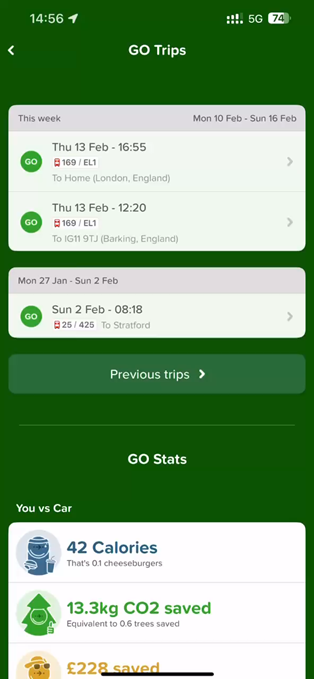 14:56
5G
74
GO Trips
This week
Mon 10 Feb - Sun 16 Feb
GO
Thu 13 Feb - 16:55
169 / EL1
To Home (London, England)
GO
Thu 13 Feb - 12:20
169 / EL1
To IG11 9TJ (Barking, England)
Mon 27 Jan - Sun 2 Feb
GO
Sun 2 Feb - 08:18
25 / 425 To Stratford
Previous trips
GO Stats
You vs Car
42 Calories
That's 0.1 cheeseburgers
13.3kg CO2 saved
Equivalent to 0.6 trees saved
£228 saved